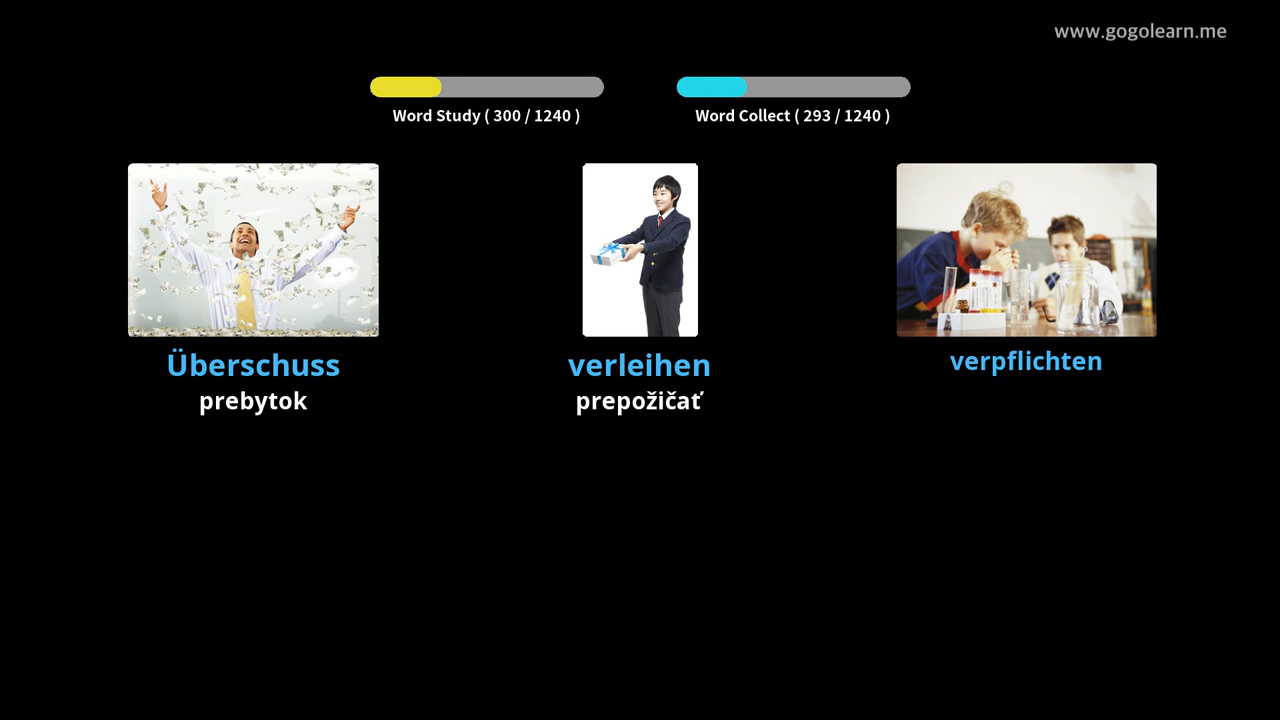 www.gogolearn.me
Word Study ( 300 / 1240 )
Word Collect ( 293 / 1240 )
Überschuss
prebytok
verleihen
prepožičať
verpflichten